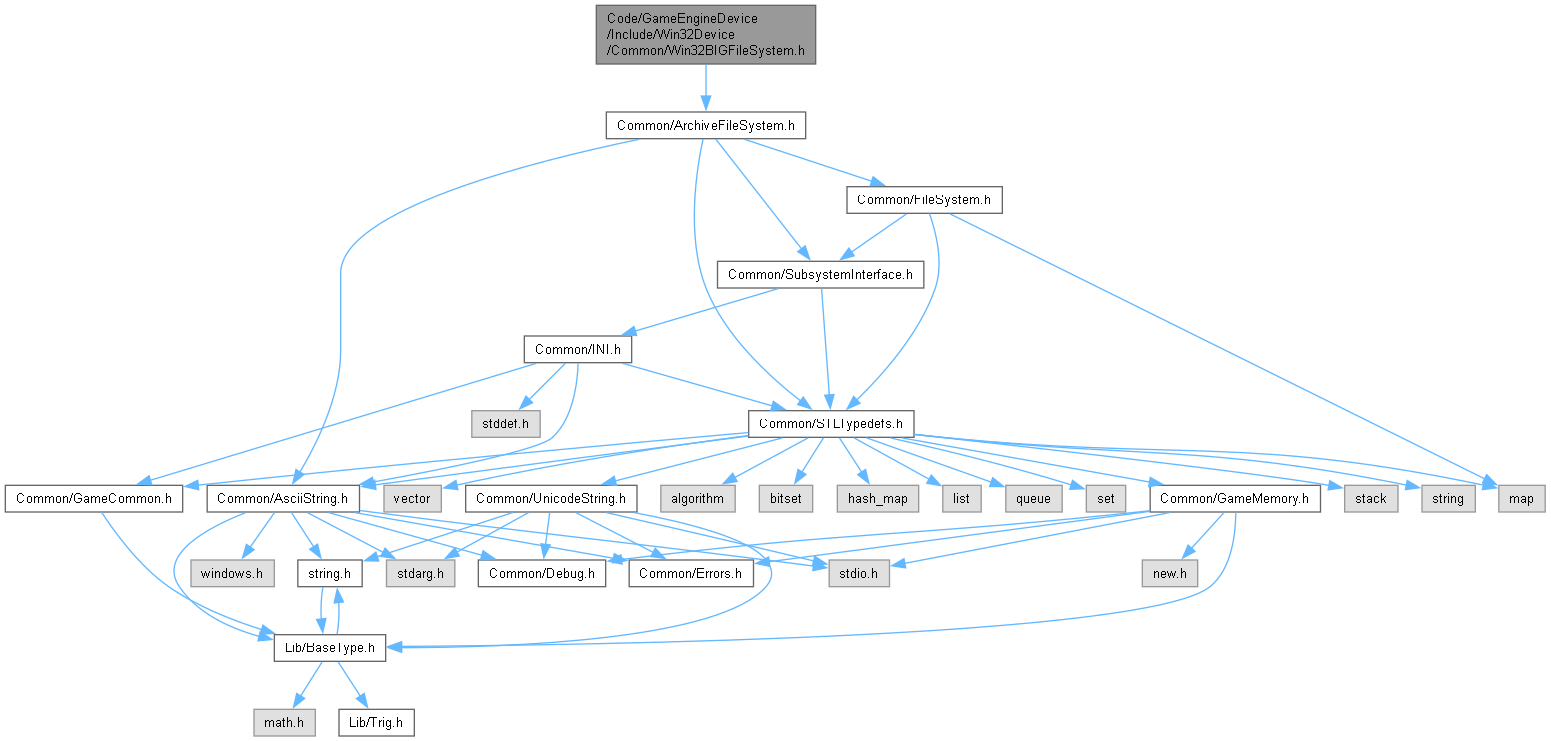 Code/GameEngineDevice
/Include/Win32Device
/Common/Win32BIGFileSystem.h
Common/ArchiveFileSystem.h
Common/FileSystem.h
Common/SubsystemInterface.h
Common/INI.h
stddef.h
Common/STLTypedefs.h
Common/GameCommon.h
Common/AsciiString.h
vector
Common/UnicodeString.h
algorithm
bitset
hash_map
list
queue
set
Common/GameMemory.h
stack
string
map
windows.h
string.h
stdarg.h
Common/Debug.h
Common/Errors.h
stdio.h
new.h
Lib/BaseType.h
math.h
Lib/Trig.h